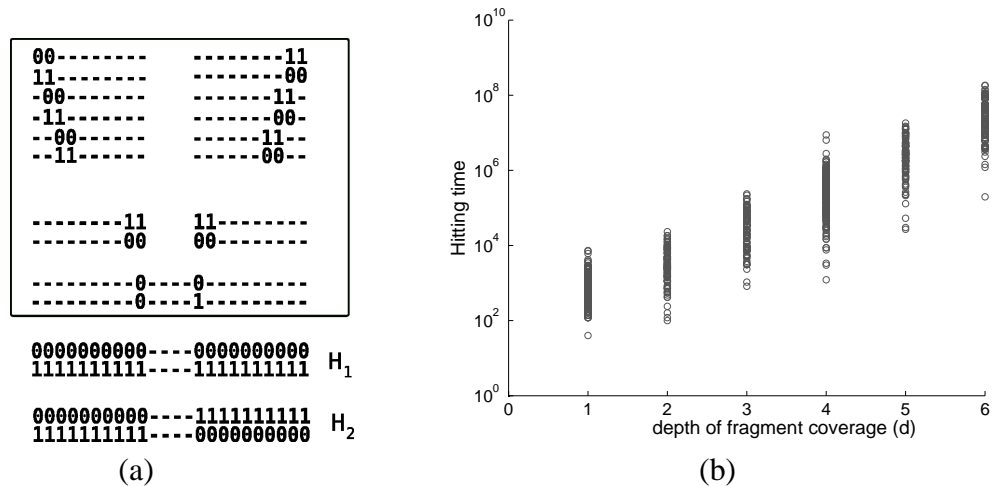 00-------- --------11
11-------- --------00
-00------- -------11-
-11------- -------00-
--00------ ------11--
--11------ ------00--
--------11 11--------
--------00 00--------
---------0----0---------
---------0----1---------
0000000000----0000000000
1111111111----1111111111
H1
0000000000----1111111111
1111111111----0000000000
H2
(a)
10^10
10^8
10^6
10^4
10^2
10^0
Hitting time
0 1 2 3 4 5 6
depth of fragment coverage (d)
(b)